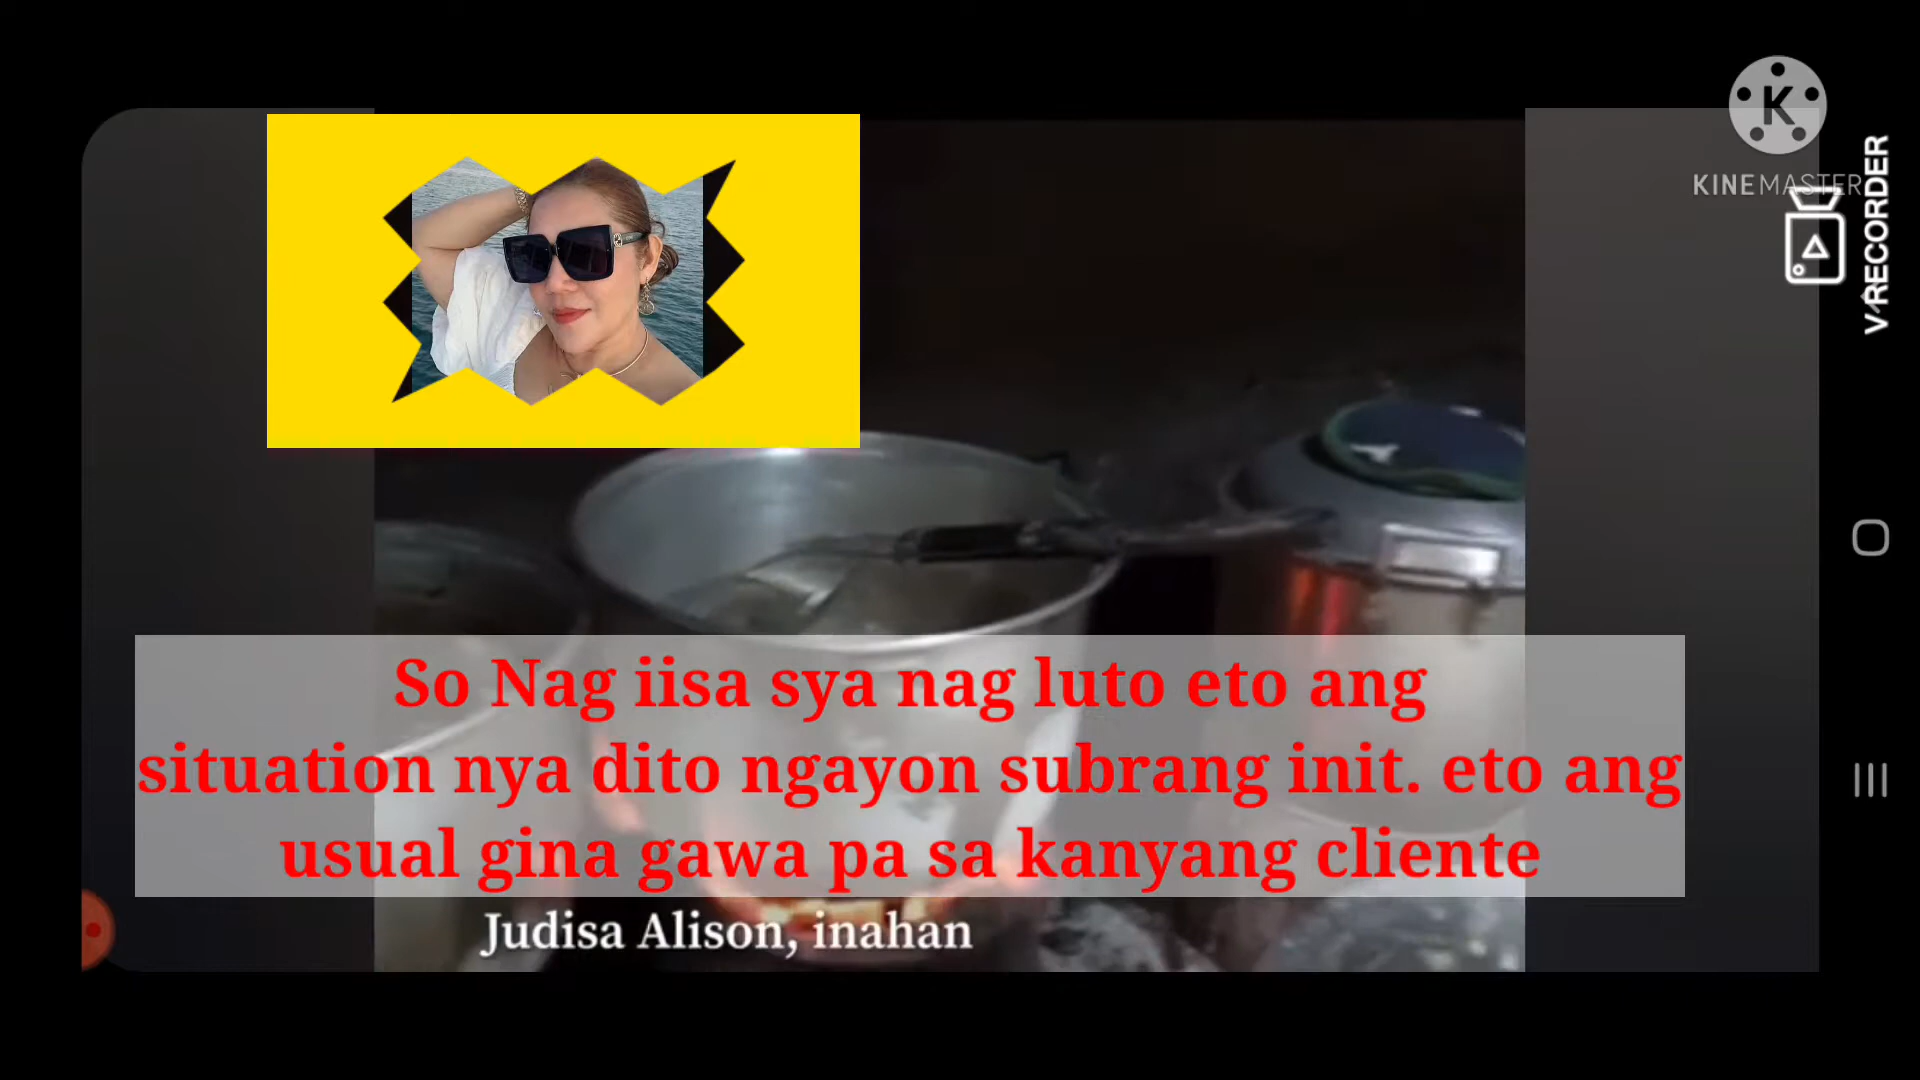 KINEMASTER
VRECORDER
So Nag iisa sya nag luto eto ang
situation nya dito ngayon subrang init. eto ang
usual gina gawa pa sa kanyang cliente
Judisa Alison, inahan